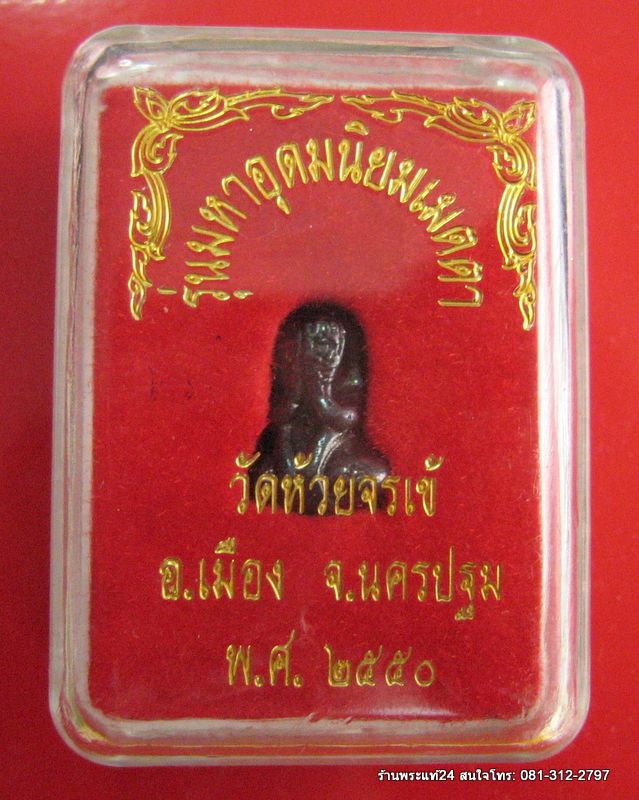 รุ่นมหาอุดมนิยมเมตตา
วัดห้วยจรเข้
อ.เมือง จ.นครปฐม
พ.ศ. ๒๕๕๐
ร้านพระแท้24 สนใจโทร: 081-312-2797